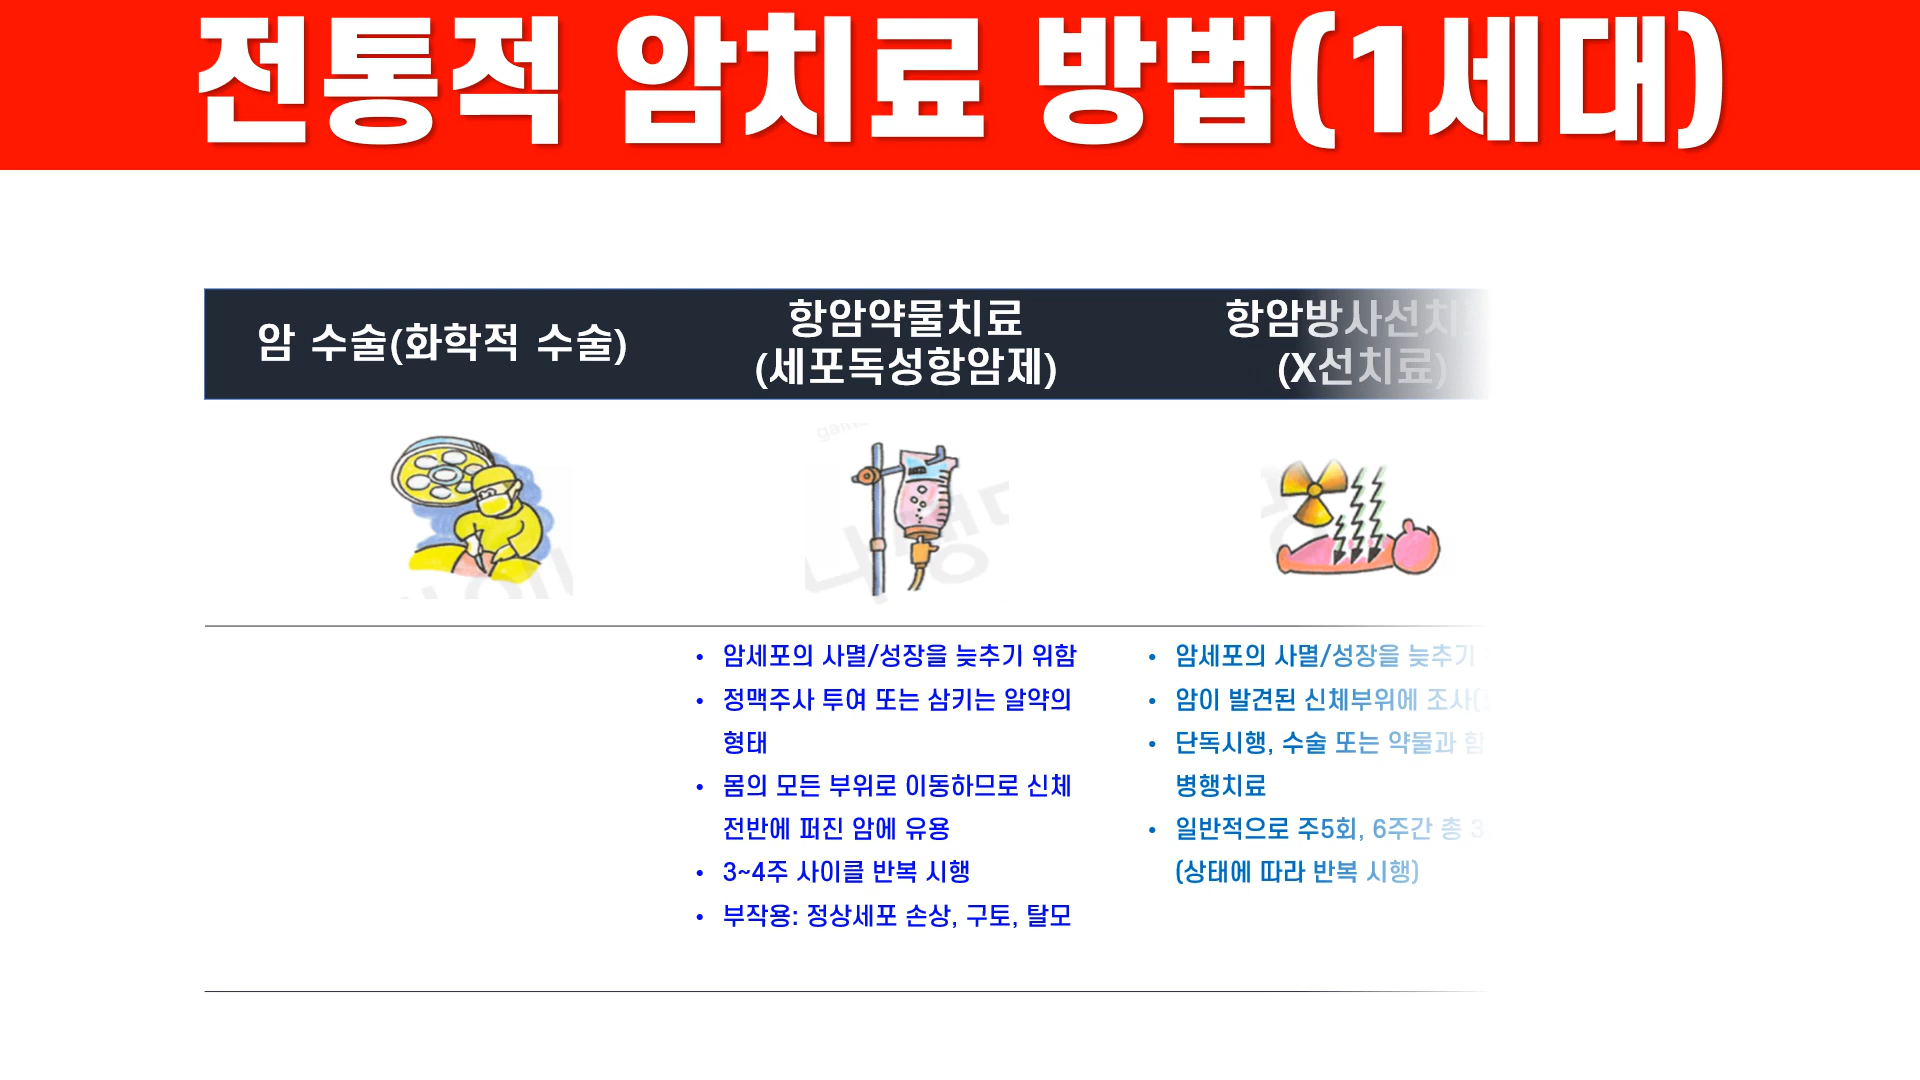 전통적 암치료 방법(1세대)
암 수술(화학적 수술)
항암약물치료
(세포독성항암제)
항암방사선치
(X선치료)
암세포의 사멸/성장을 늦추기 위함
정맥주사 투여 또는 삼키는 알약의
형태
몸의 모든 부위로 이동하므로 신체
전반에 퍼진 암에 유용
3~4주 사이클 반복 시행
부작용: 정상세포 손상, 구토, 탈모
암세포의 사멸/성장을 늦추기
암이 발견된 신체부위에 조사(
단독시행, 수술 또는 약물과 함
병행치료
일반적으로 주5회, 6주간 총 3
(상태에 따라 반복 시행)